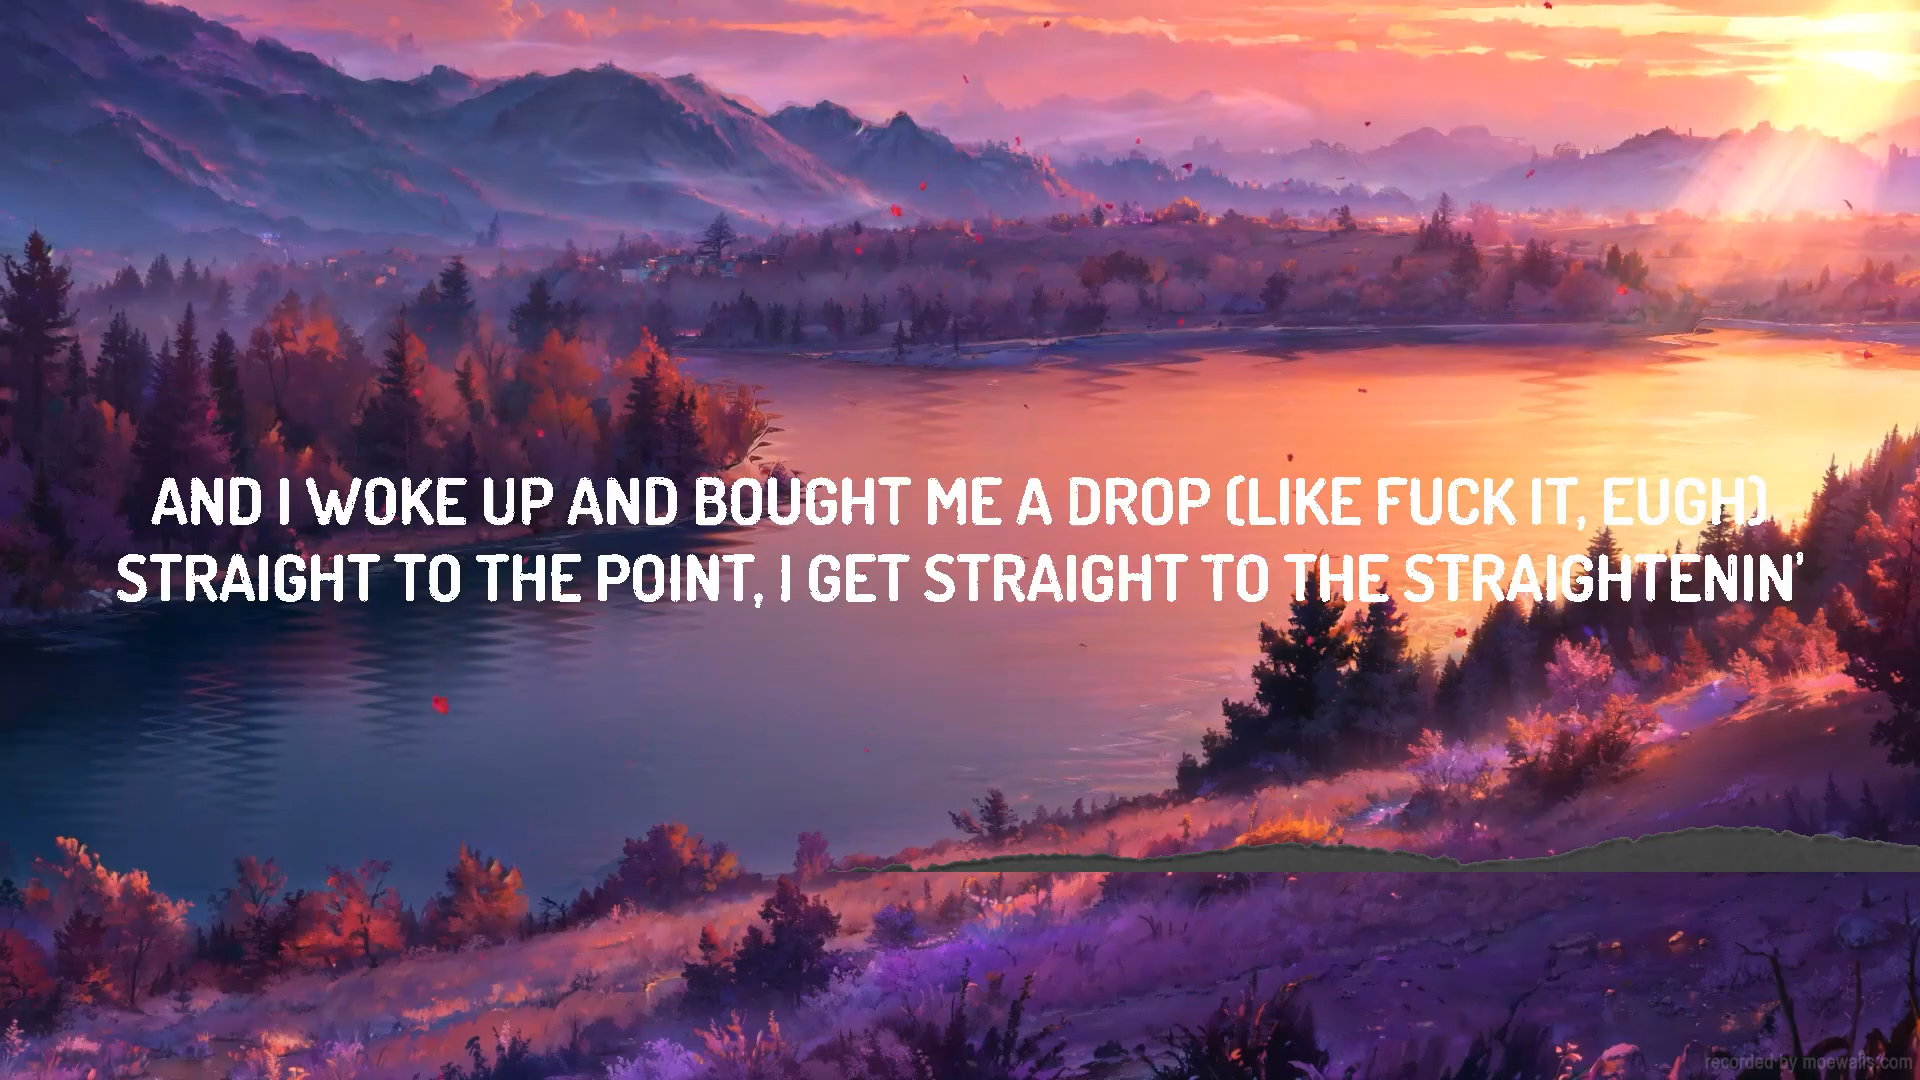 AND I WOKE UP AND BOUGHT ME A DROP (LIKE FUCK IT, EUGH)
STRAIGHT TO THE POINT, I GET STRAIGHT TO THE STRAIGHTENIN'
recorded by moewalls.com